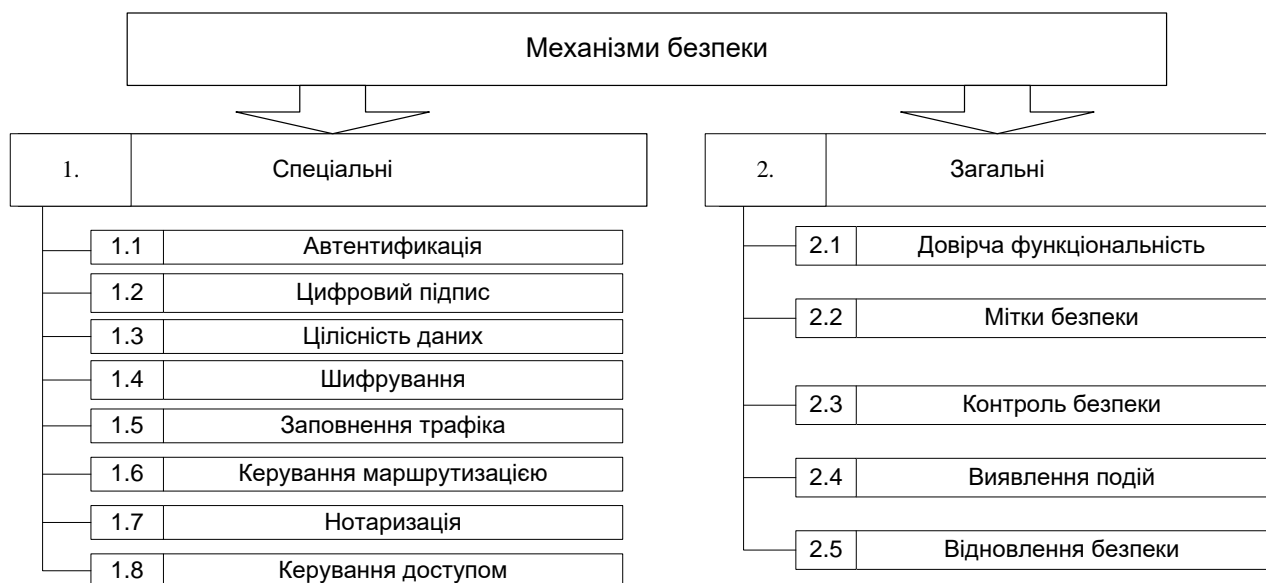 Механізми безпеки
1. Спеціальні
1.1 Автентификація
1.2 Цифровий підпис
1.3 Цілісність даних
1.4 Шифрування
1.5 Заповнення трафіка
1.6 Керування маршрутизацією
1.7 Нотаризація
1.8 Керування доступом
2. Загальні
2.1 Довірча функціональність
2.2 Мітки безпеки
2.3 Контроль безпеки
2.4 Виявлення подій
2.5 Відновлення безпеки